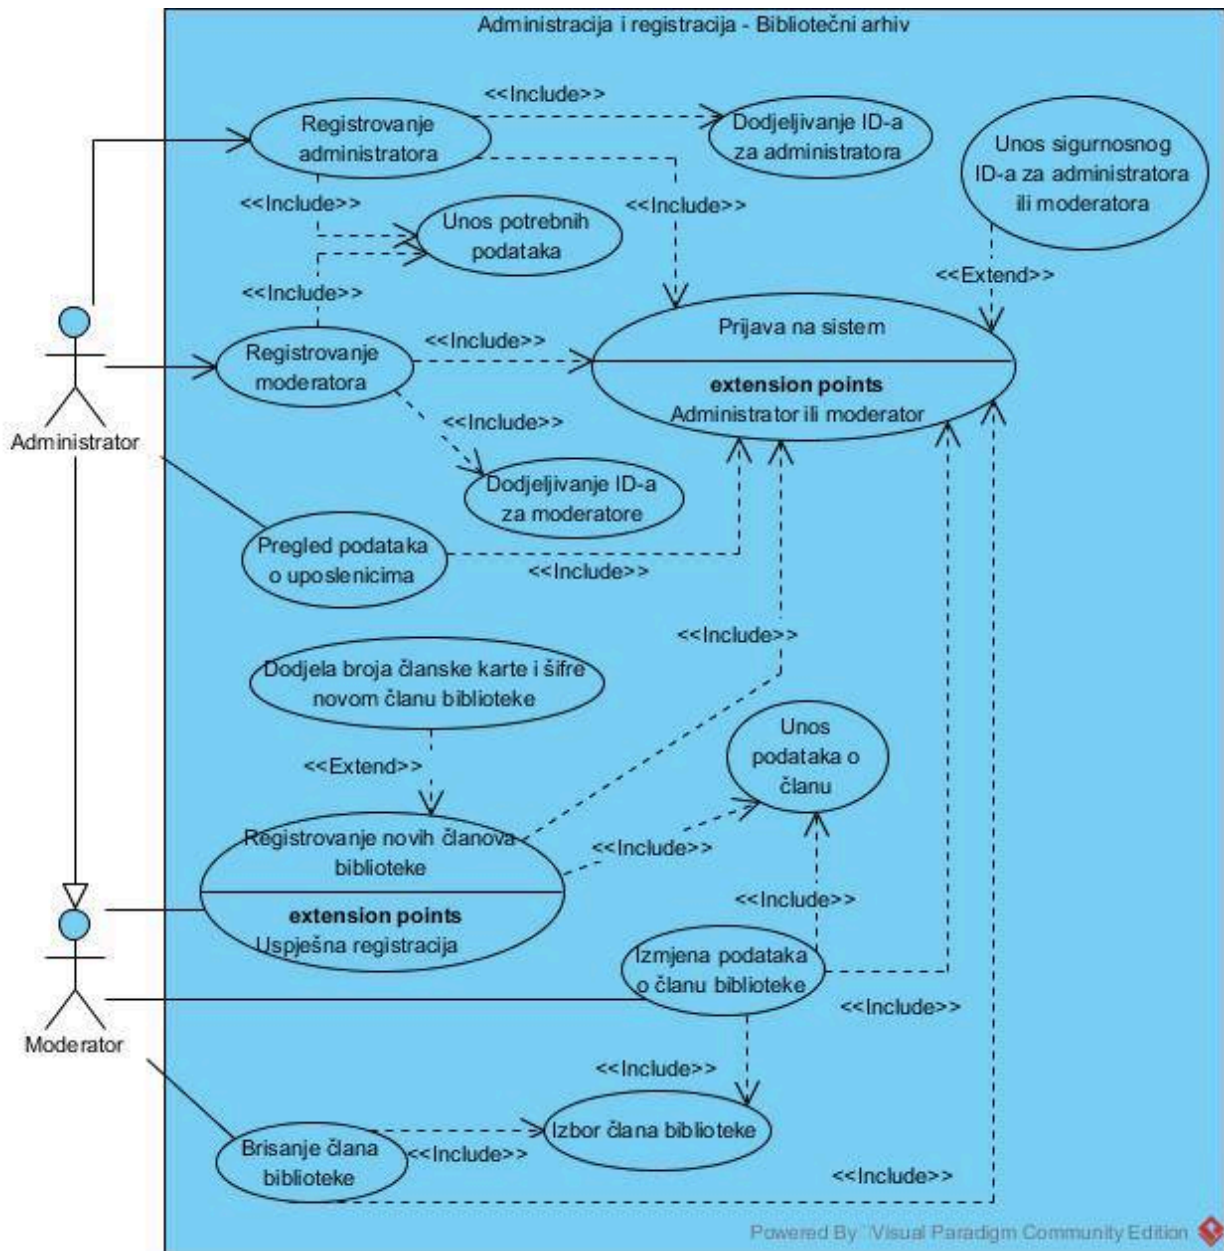 Administracija i registracija - Bibliotečni arhiv
<<Include>>
Registrovanje
administratora
Dodjeljivanje ID-a
za administratora
Unos sigurnosnog
ID-a za administratora
ili moderatora
<<Include>>
<<Include>>
Unos potrebnih
podataka
<<Extend>>
<<Include>>
Prijava na sistem
extension points
Administrator ili moderator
Registrovanje
moderatora
<<Include>>
<<Include>>
Administrator
Dodjeljivanje ID-a
za moderatore
Pregled podataka
o uposlenicima
<<Include>>
<<Include>>
Dodjela broja članske karte i šifre
novom članu biblioteke
Unos
podataka o
članu
<<Extend>>
Registrovanje novih članova
biblioteke
extension points
Uspješna registracija
<<Include>>
<<Include>>
Izmjena podataka
o članu biblioteke
<<Include>>
Moderator
<<Include>>
Izbor člana biblioteke
Brisanje člana
biblioteke
<<Include>>
<<Include>>
Powered By Visual Paradigm Community Edition